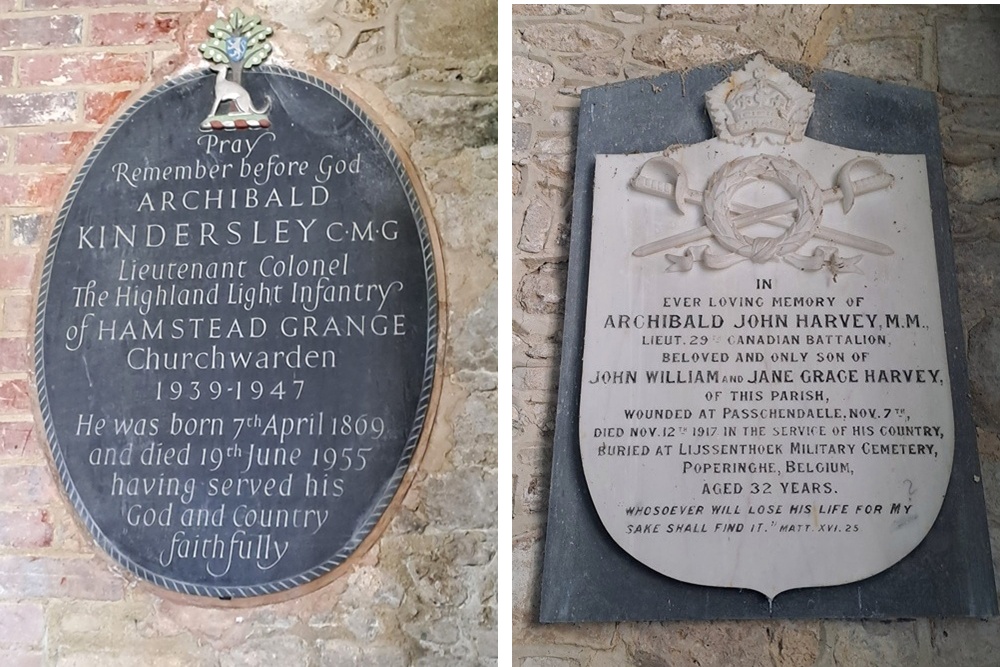 Pray
Remember before God
ARCHIBALD
KINDERSLEY C·M·G
Lieutenant Colonel
The Highland Light Infantry
of HAMSTEAD GRANGE
Churchwarden
1939-1947
He was born 7th April 1869
and died 19th June 1955
having served his
God and Country
faithfully
IN
EVER LOVING MEMORY OF
ARCHIBALD JOHN HARVEY, M.M.,
LIEUT. 29TH CANADIAN BATTALION,
BELOVED AND ONLY SON OF
JOHN WILLIAM AND JANE GRACE HARVEY,
OF THIS PARISH,
WOUNDED AT PASSCHENDAELE, NOV. 7TH,
DIED NOV. 12TH 1917, IN THE SERVICE OF HIS COUNTRY,
BURIED AT LIJSSENTHOEK MILITARY CEMETERY,
POPERINGHE, BELGIUM,
AGED 32 YEARS.
WHOSOEVER WILL LOSE HIS LIFE FOR MY
SAKE SHALL FIND IT." MATT. XVI. 25